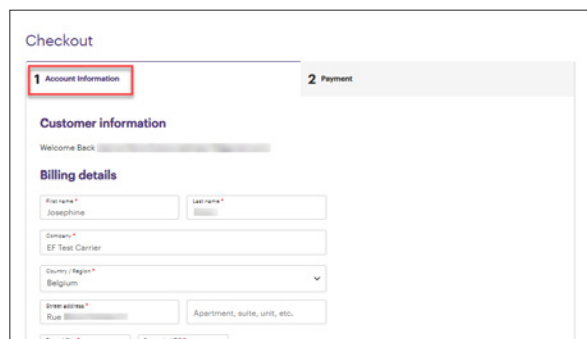 Checkout
1 Account Information
2 Payment
Customer information
Welcome Back
Billing details
First name * Last name *
Josephine
Company *
EF Test Carrier
Country / Region *
Belgium
Street address *
Rue
Apartment, suite, unit, etc.